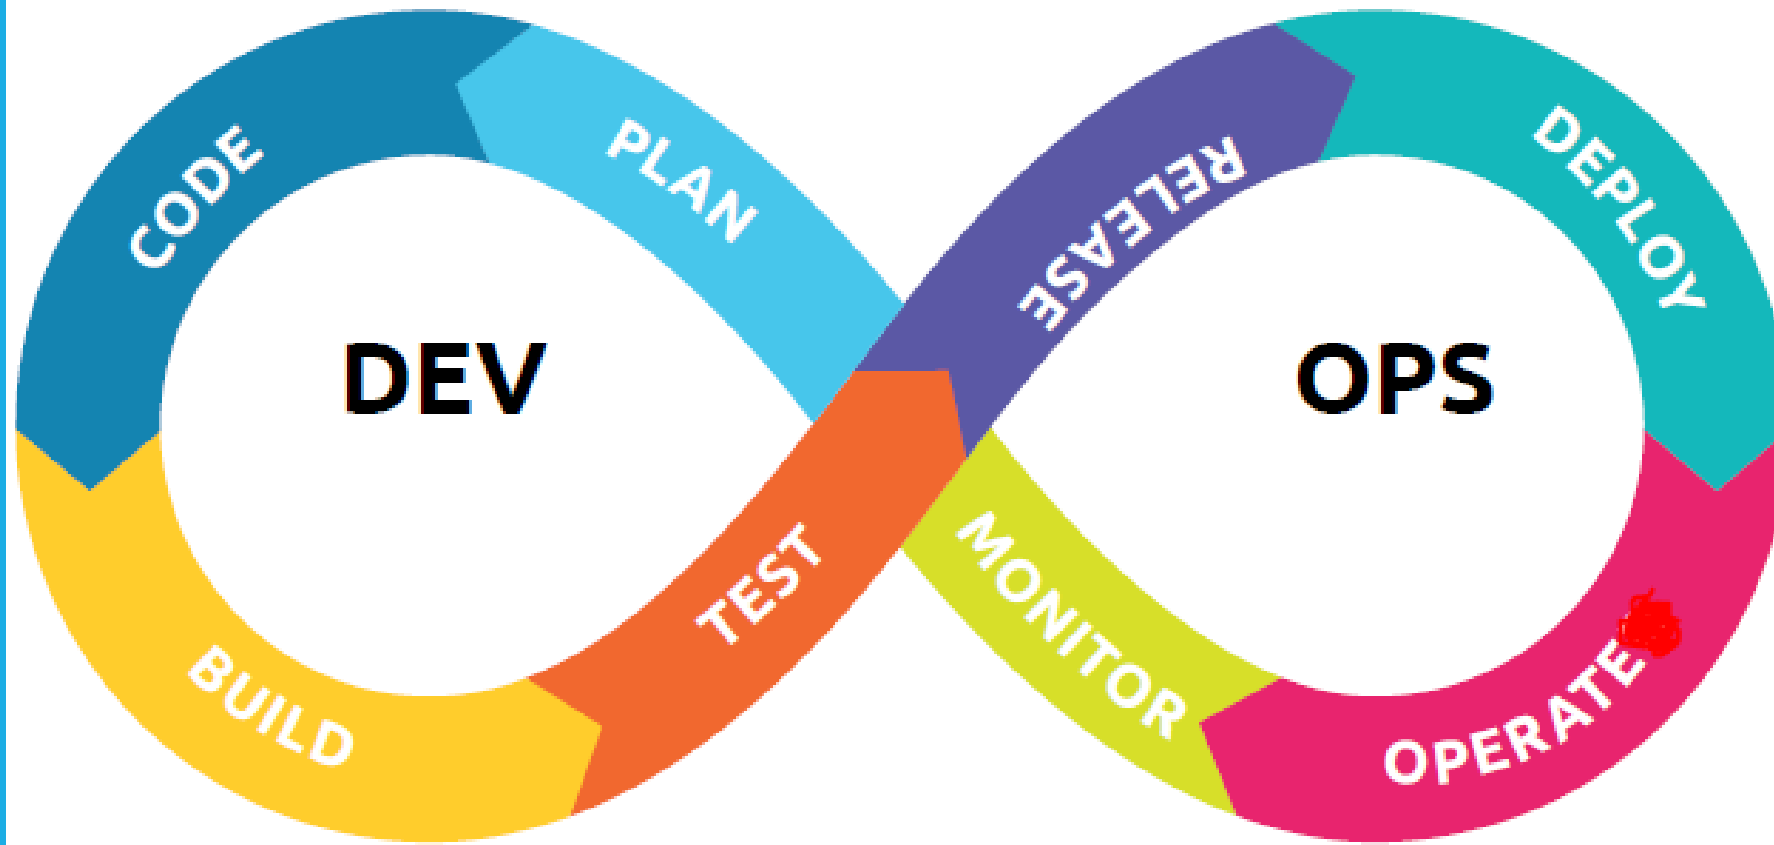 PLAN
CODE
BUILD
TEST
RELEASE
DEPLOY
OPERATE
MONITOR
DEV
OPS